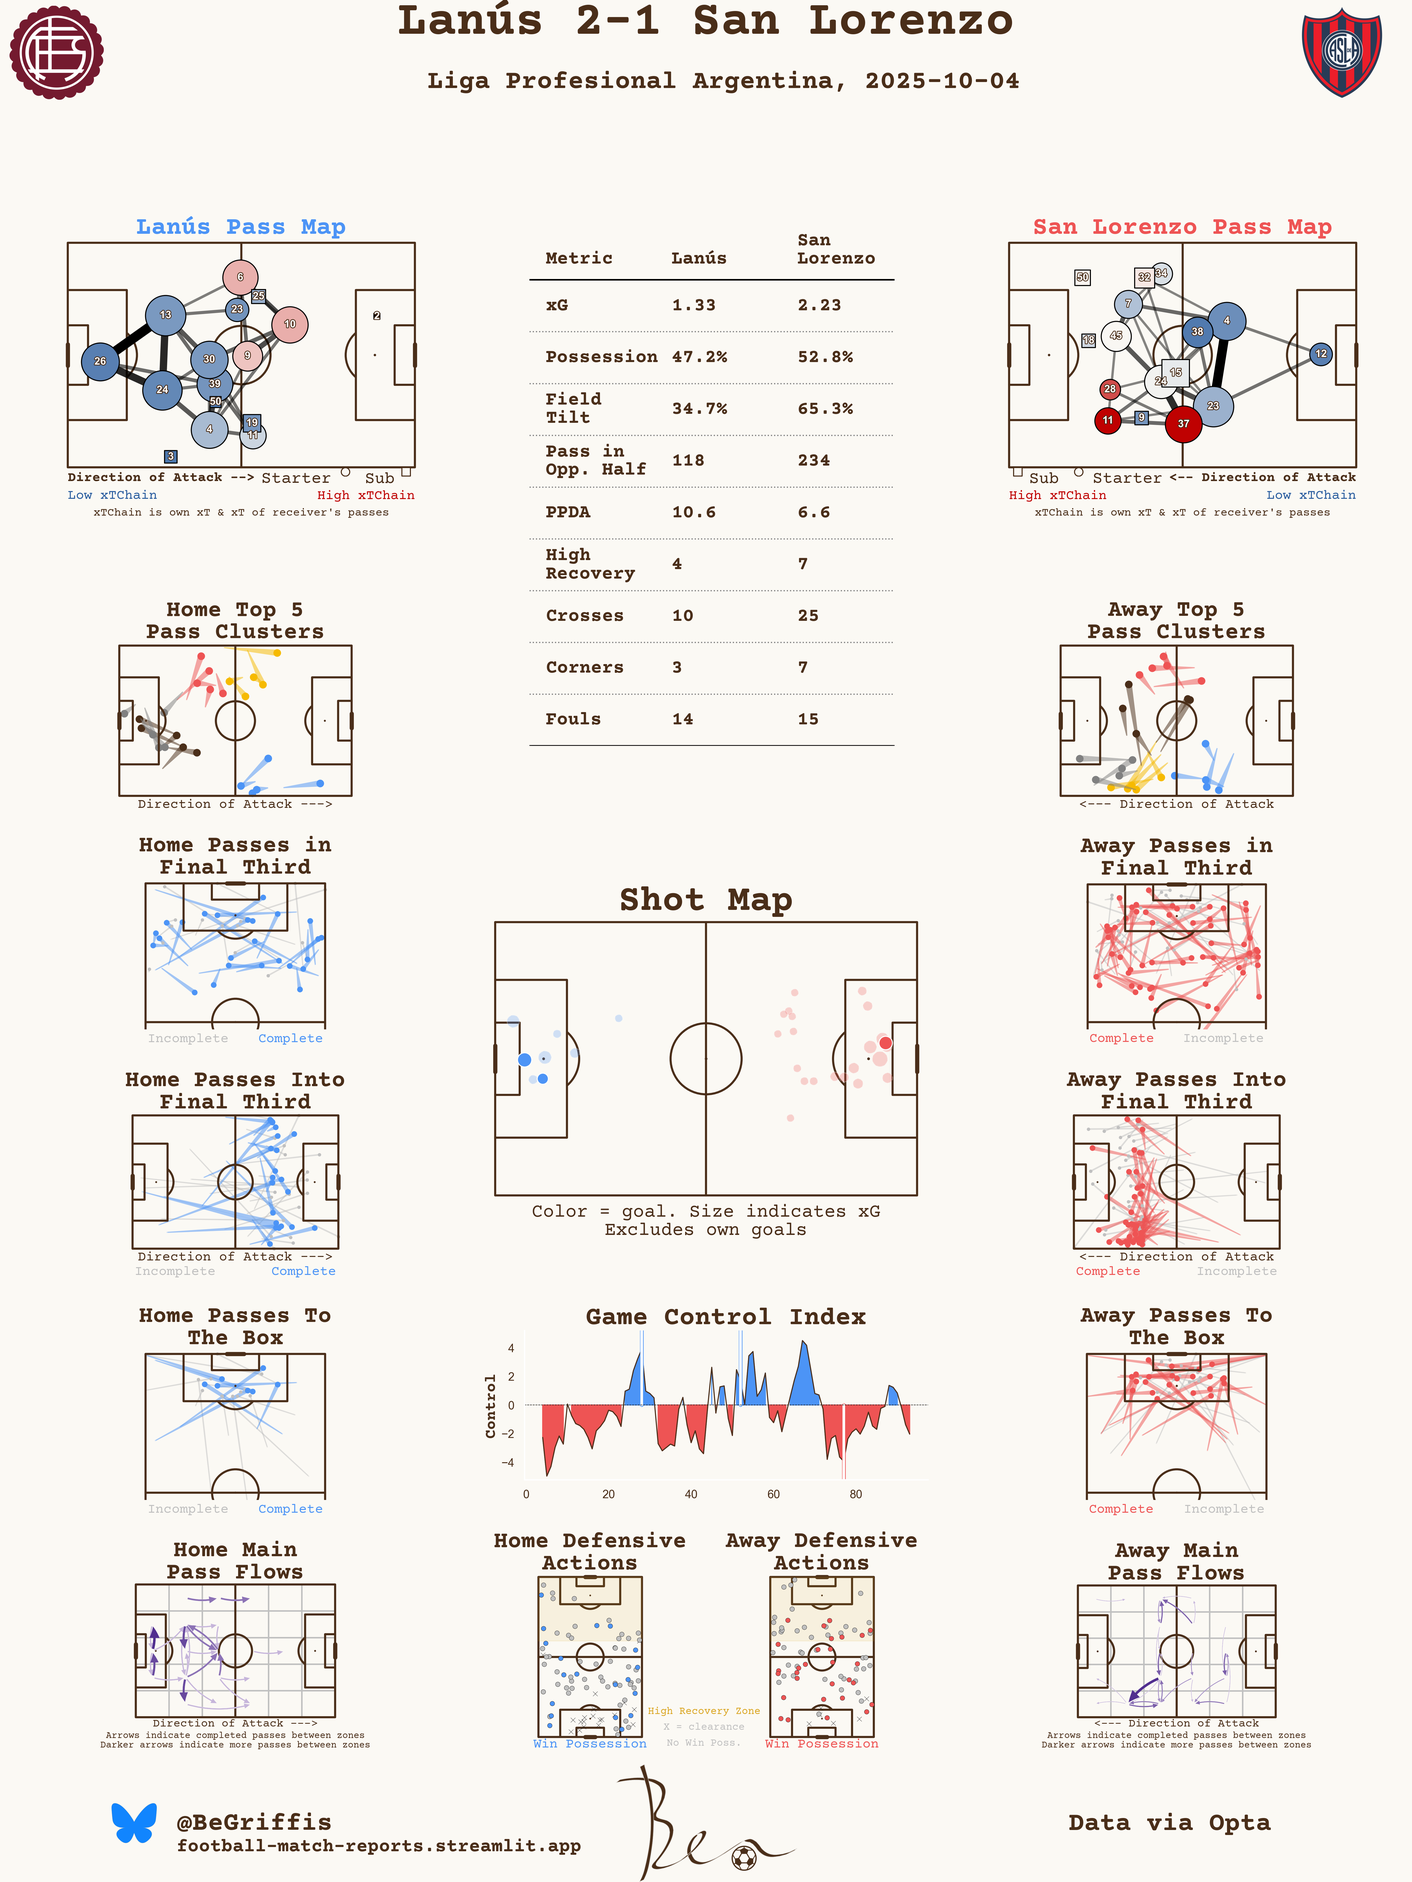 Lanús 2-1 San Lorenzo
Liga Profesional Argentina, 2025-10-04
Lanús Pass Map
6
25
2
23
10
13
30
9
26
24
39
50
4
19
11
3
Direction of Attack --> Starter Sub
Low xTChain High xTChain
xTChain is own xT & xT of receiver's passes
Metric Lanús San Lorenzo
xG 1.33 2.23
Possession 47.2% 52.8%
Field Tilt 34.7% 65.3%
Pass in Opp. Half 118 234
PPDA 10.6 6.6
High Recovery 4 7
Crosses 10 25
Corners 3 7
Fouls 14 15
San Lorenzo Pass Map
50
32
34
7
4
45
38
18
12
15
24
28
23
11
9
37
Sub Starter <-- Direction of Attack
High xTChain Low xTChain
xTChain is own xT & xT of receiver's passes
Home Top 5
Pass Clusters
Direction of Attack --->
Away Top 5
Pass Clusters
<--- Direction of Attack
Home Passes in
Final Third
Incomplete Complete
Away Passes in
Final Third
Complete Incomplete
Shot Map
Color = goal. Size indicates xG
Excludes own goals
Home Passes Into
Final Third
Direction of Attack --->
Incomplete Complete
Away Passes Into
Final Third
<--- Direction of Attack
Complete Incomplete
Home Passes To
The Box
Incomplete Complete
Game Control Index
Control
4
2
0
−2
−4
0 20 40 60 80
Away Passes To
The Box
Complete Incomplete
Home Main
Pass Flows
Direction of Attack --->
Arrows indicate completed passes between zones
Darker arrows indicate more passes between zones
Home Defensive
Actions
Win Possession
High Recovery Zone
X = clearance
No Win Poss.
Away Defensive
Actions
Win Possession
Away Main
Pass Flows
<--- Direction of Attack
Arrows indicate completed passes between zones
Darker arrows indicate more passes between zones
@BeGriffis
football-match-reports.streamlit.app
Ben
Data via Opta